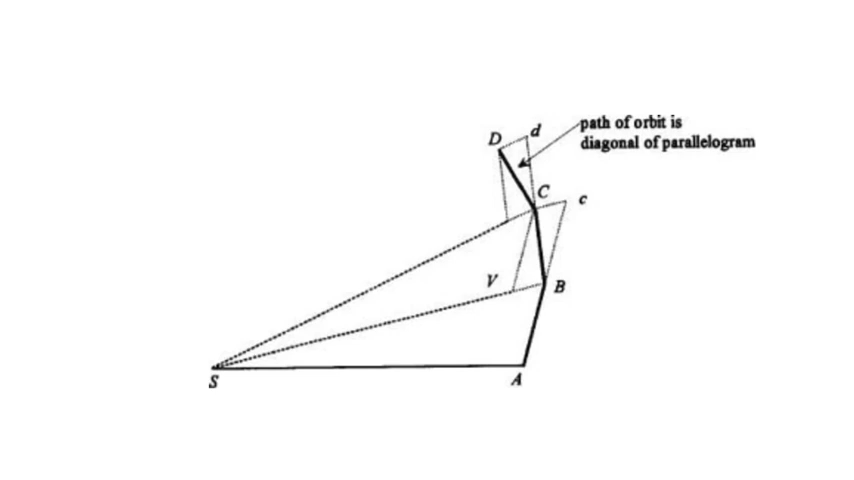 D
d
path of orbit is
diagonal of parallelogram
C
c
V
B
S
A